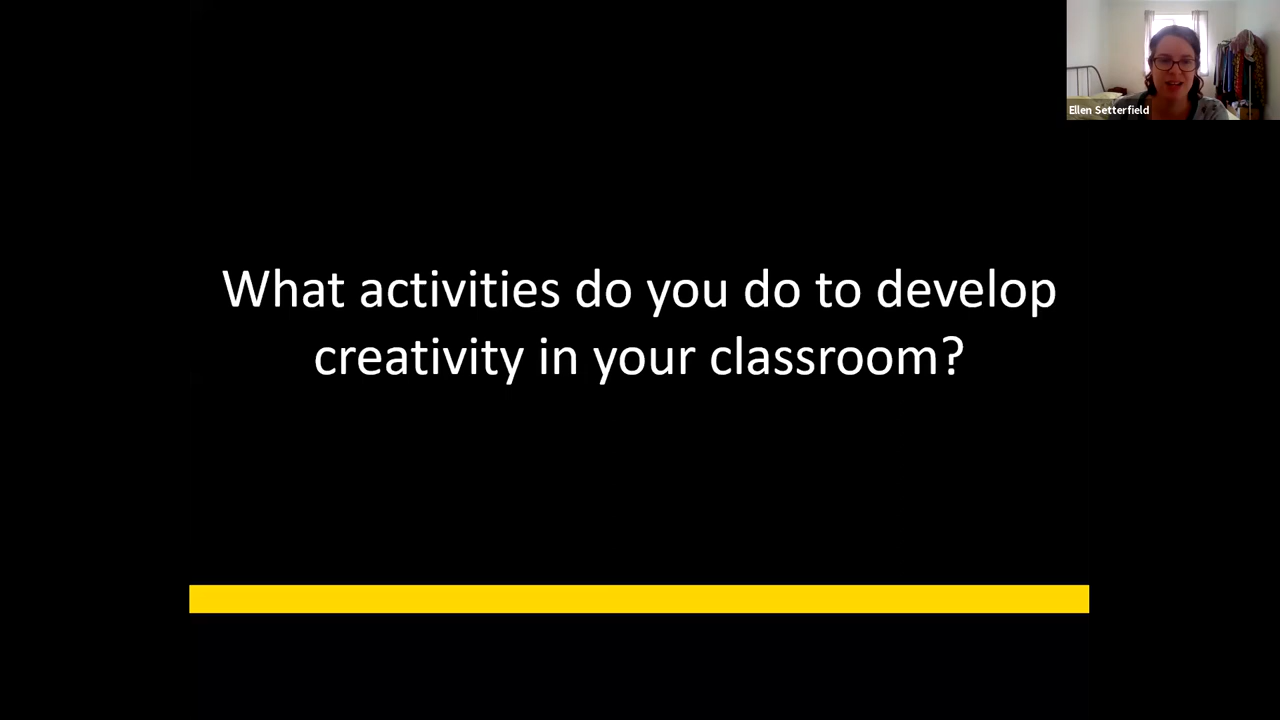 Ellen Setterfield
What activities do you do to develop
creativity in your classroom?